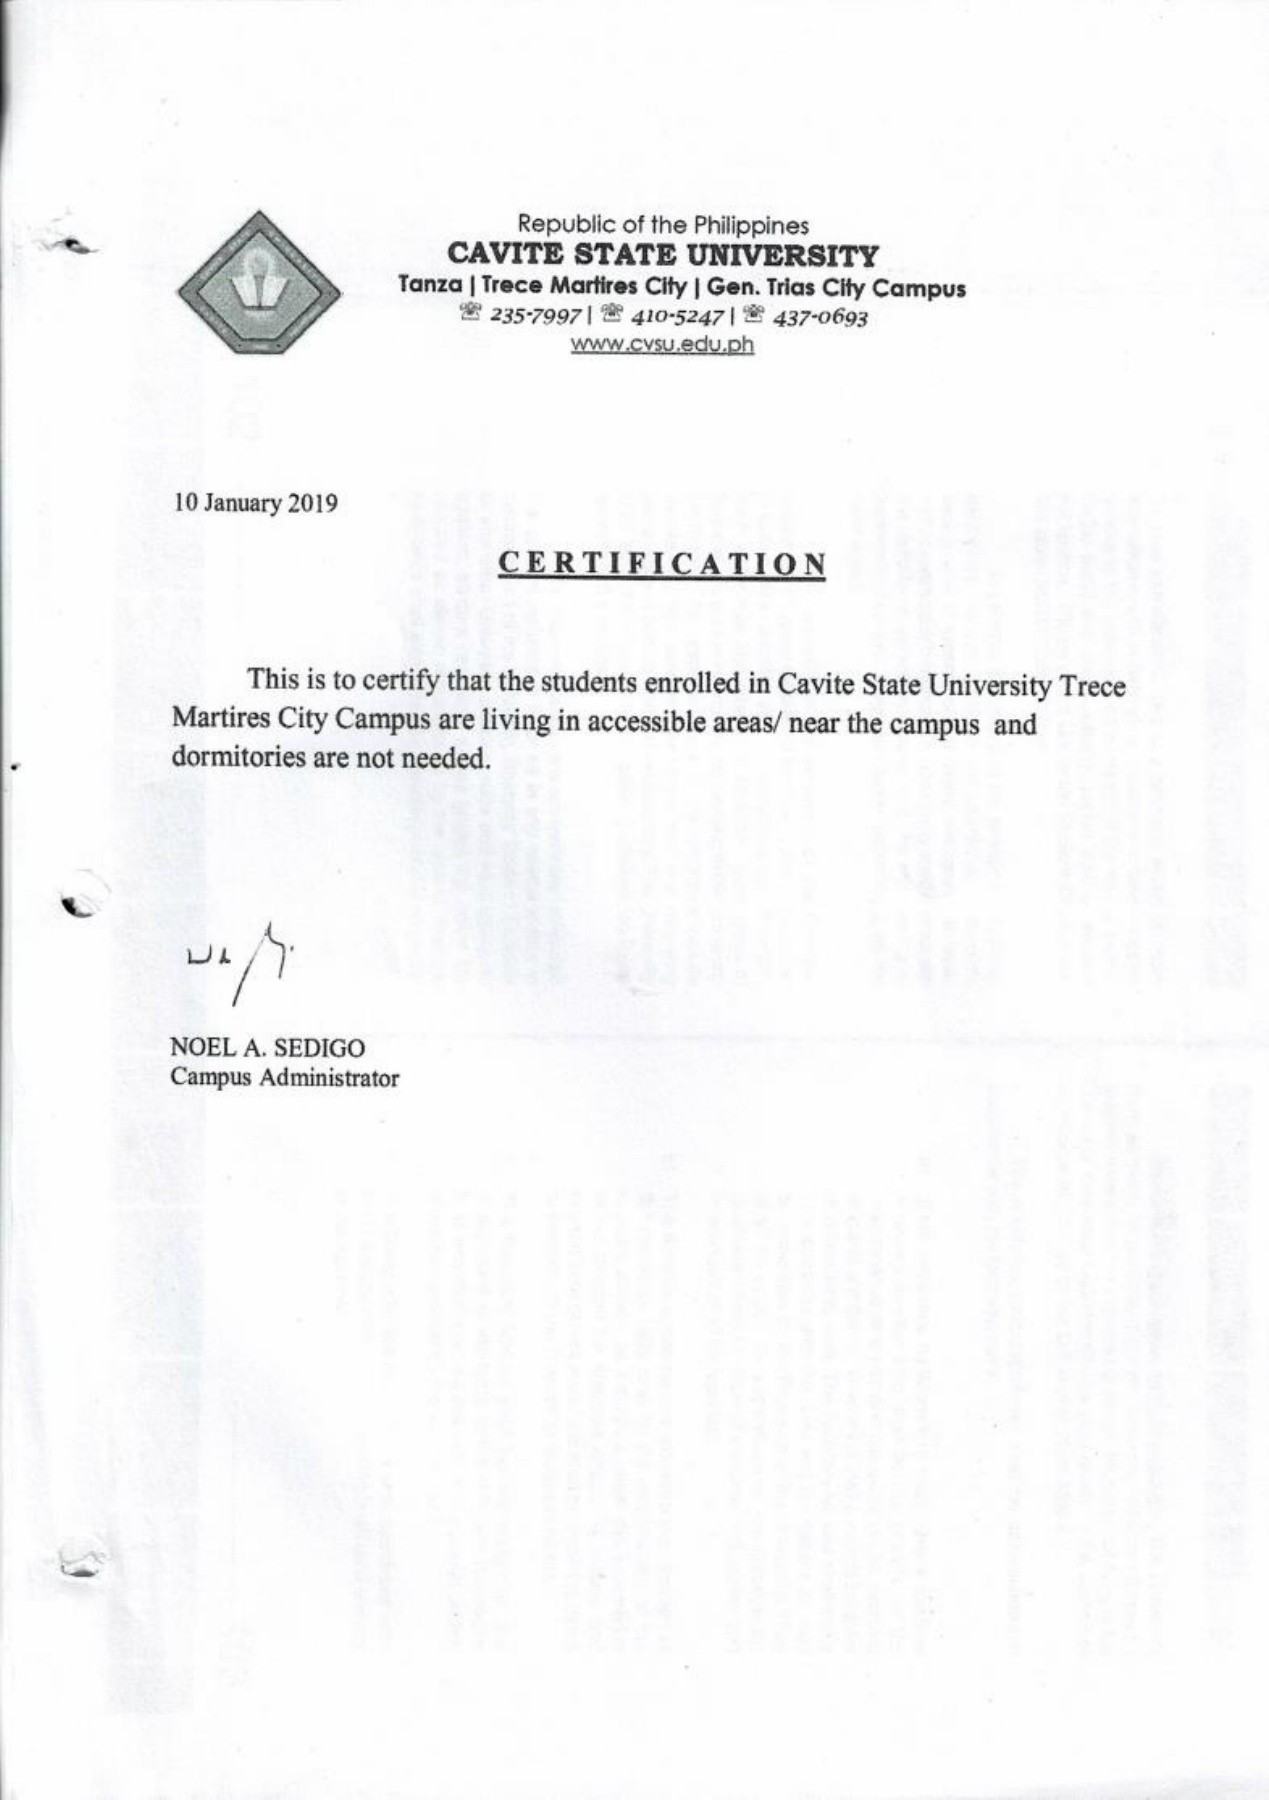 Republic of the Philippines
CAVITE STATE UNIVERSITY
Tanza | Trece Martires City | Gen. Trias City Campus
☏ 235-7997 | ☏ 410-5247 | ☏ 437-0693
www.cvsu.edu.ph
10 January 2019
CERTIFICATION
This is to certify that the students enrolled in Cavite State University Trece
Martires City Campus are living in accessible areas/ near the campus and
dormitories are not needed.
NOEL A. SEDIGO
Campus Administrator